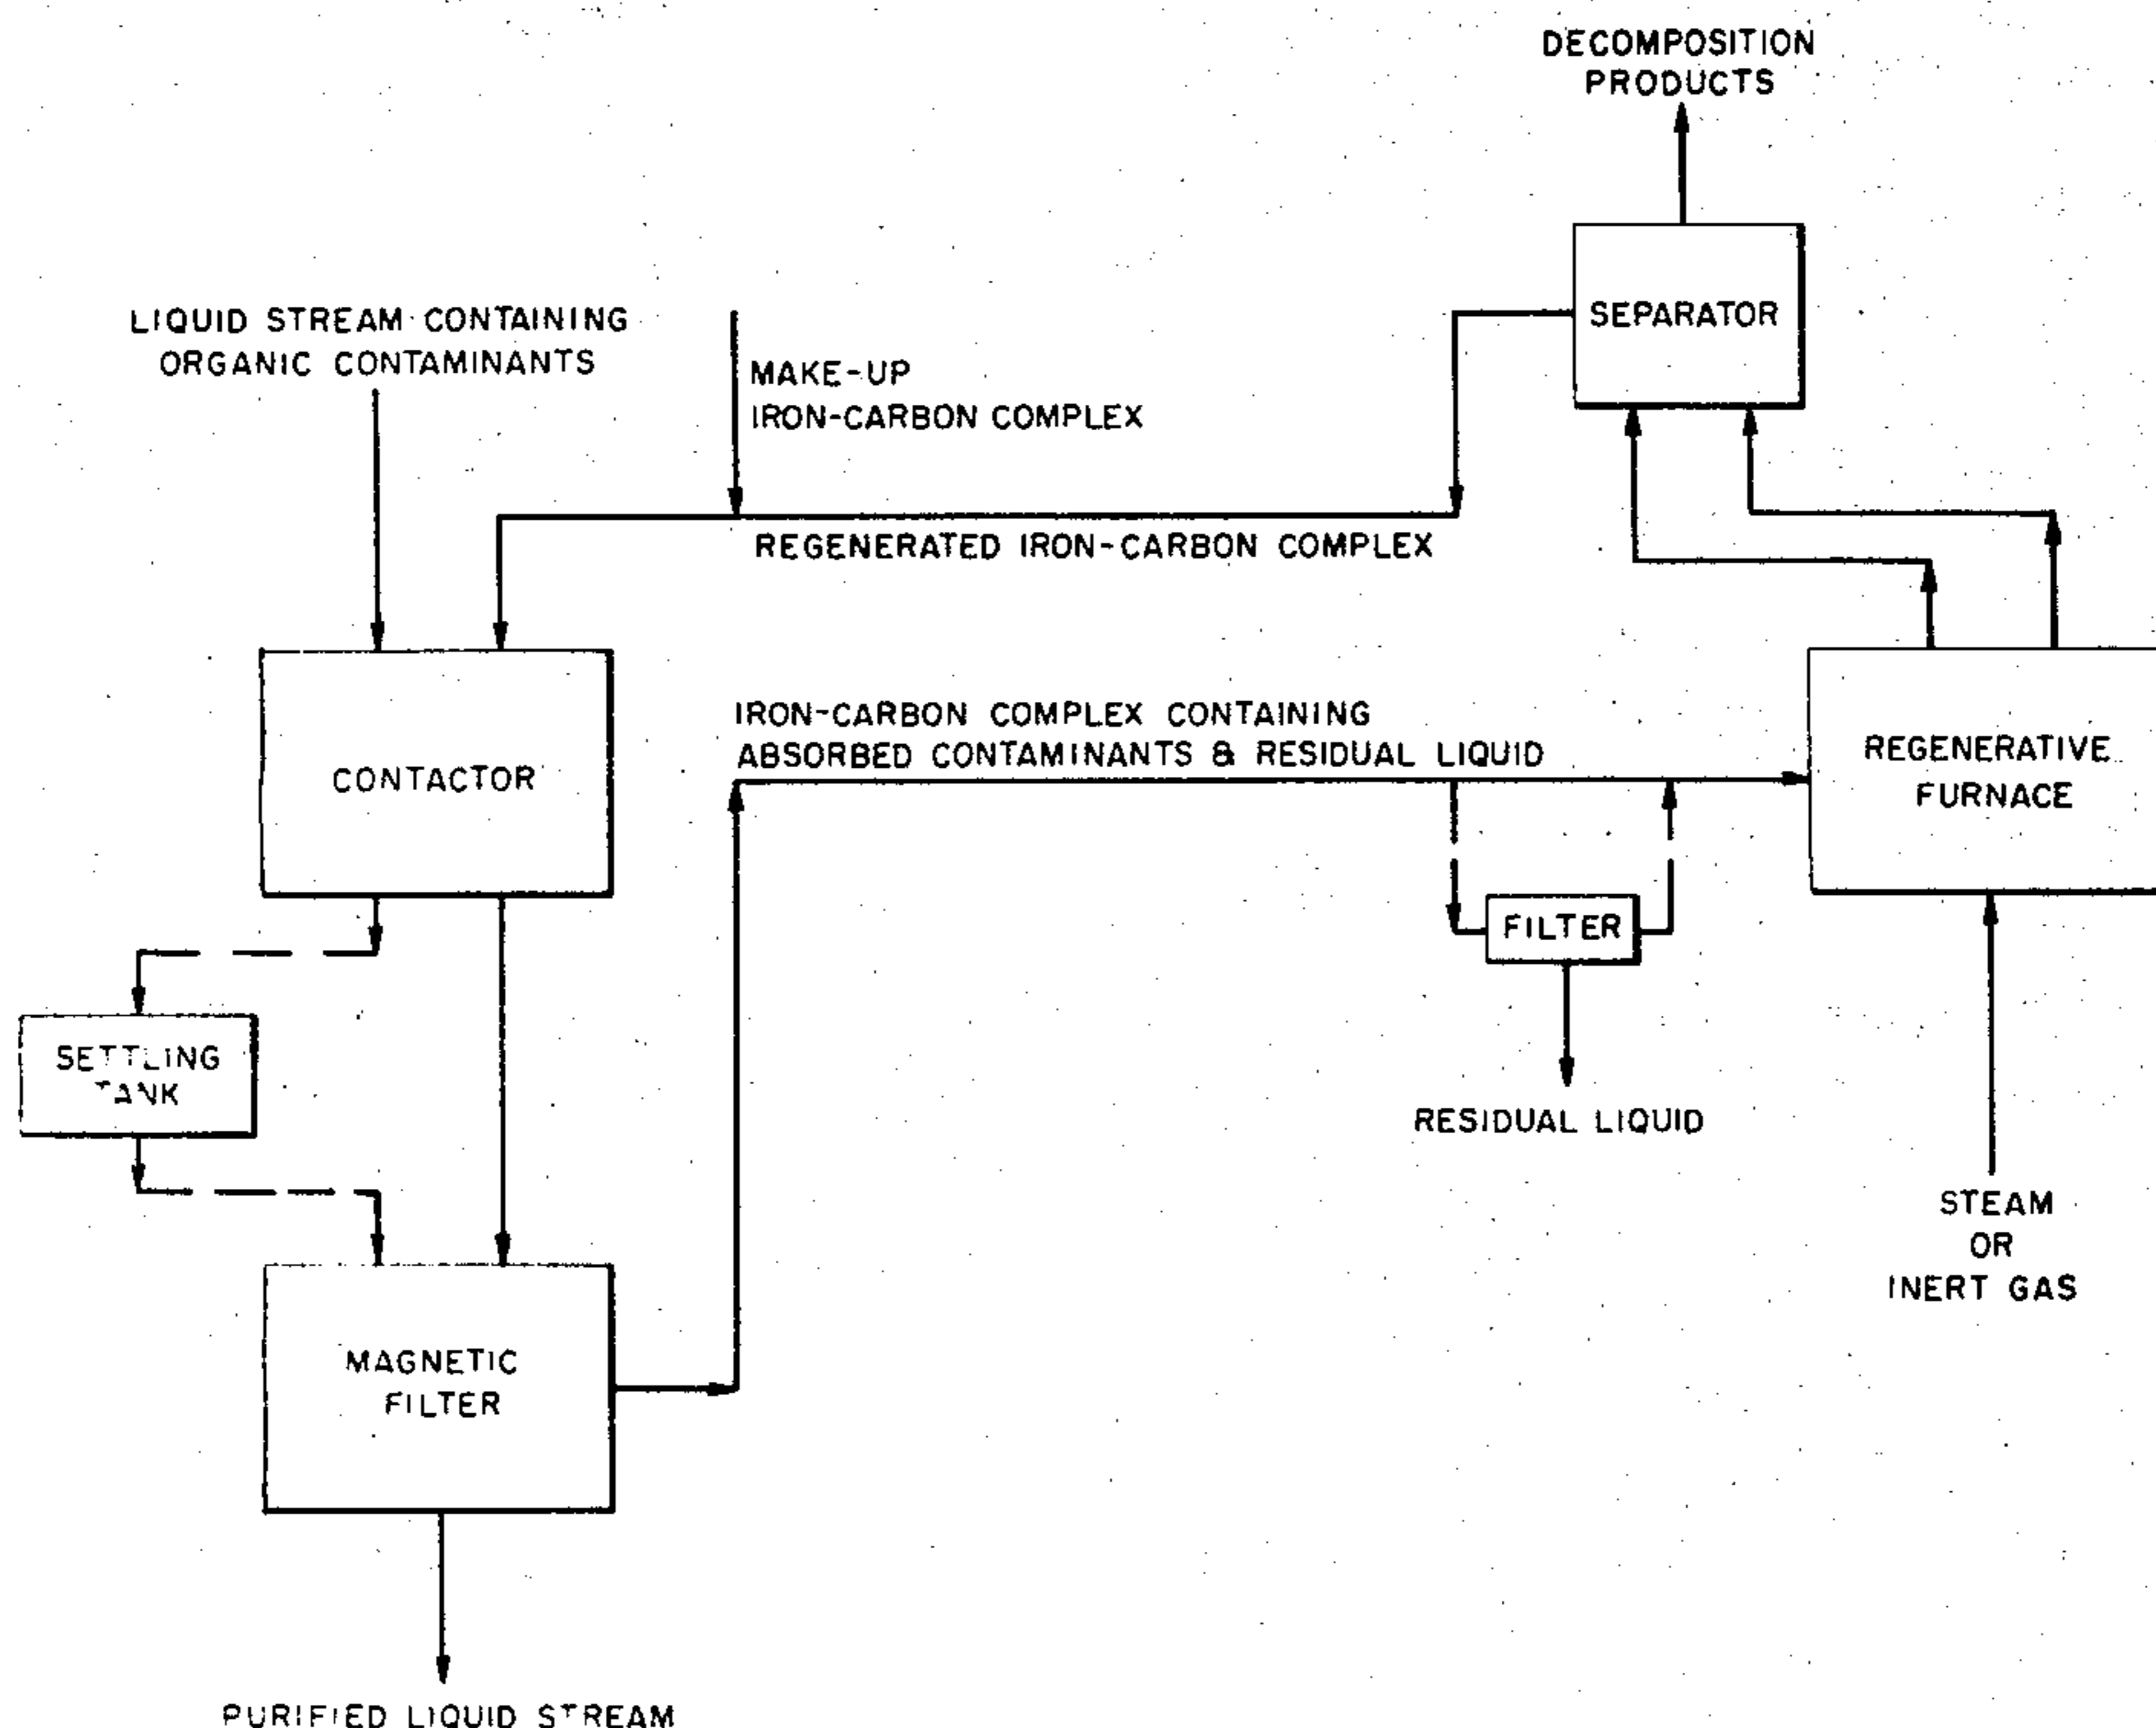 DECOMPOSITION
PRODUCTS
SEPARATOR
LIQUID STREAM CONTAINING
ORGANIC CONTAMINANTS
MAKE-UP
IRON-CARBON COMPLEX
REGENERATED IRON-CARBON COMPLEX
IRON-CARBON COMPLEX CONTAINING
ABSORBED CONTAMINANTS & RESIDUAL LIQUID
CONTACTOR
REGENERATIVE
FURNACE
FILTER
SETTLING
TANK
RESIDUAL LIQUID
STEAM
OR
INERT GAS
MAGNETIC
FILTER
PURIFIED LIQUID STREAM